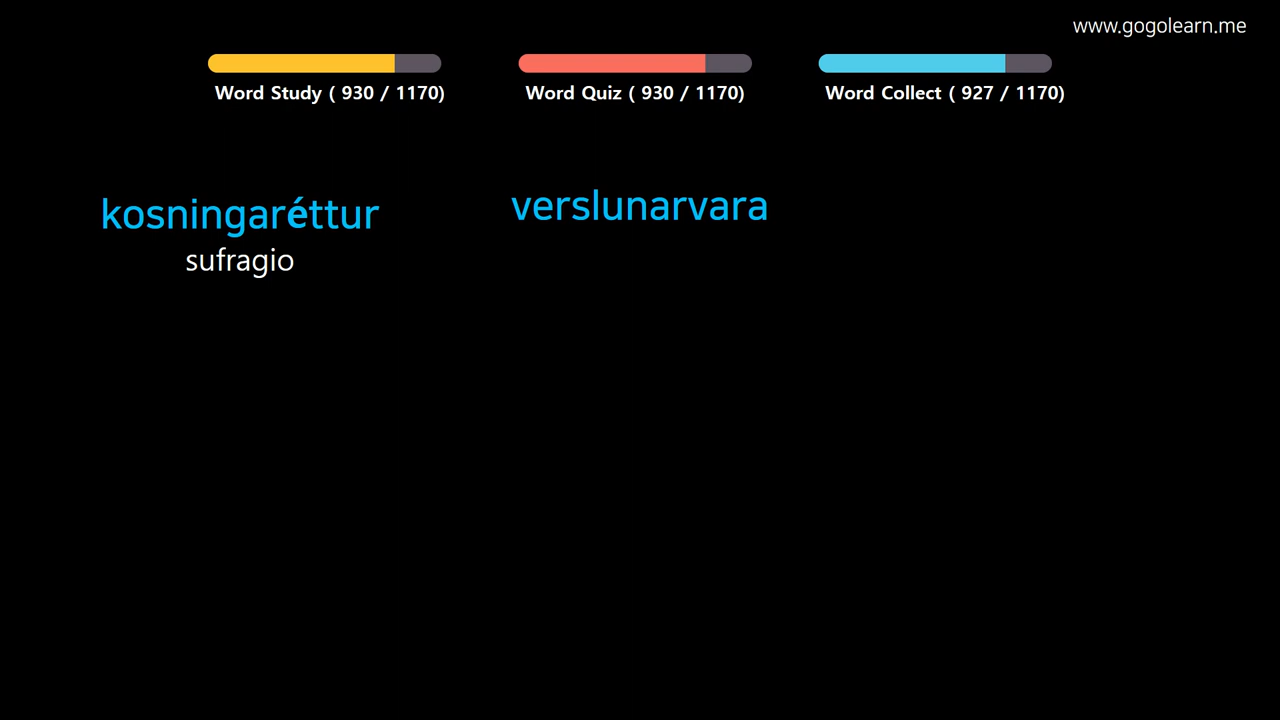 www.gogolearn.me
Word Study ( 930 / 1170)
Word Quiz ( 930 / 1170)
Word Collect ( 927 / 1170)
kosningaréttur
sufragio
verslunarvara